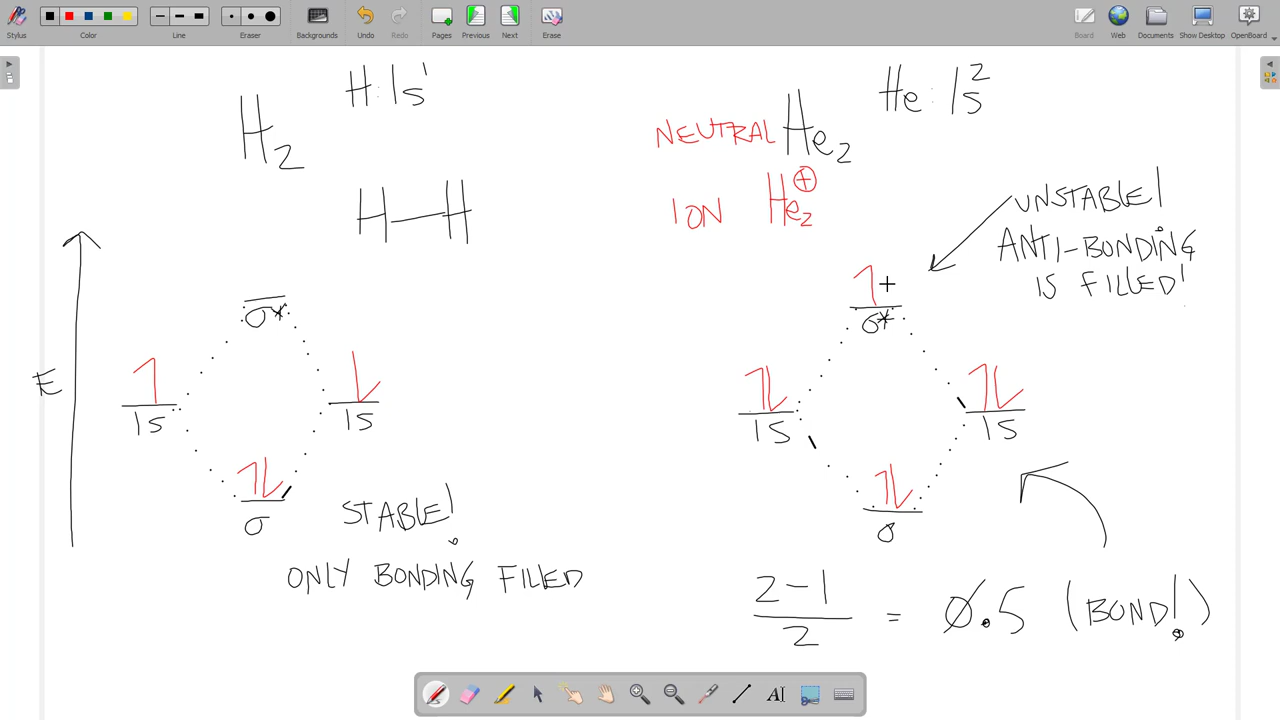 Stylus
Color
Line
Eraser
Backgrounds
Undo
Redo
Pages
Previous
Next
Erase
Board
Web
Documents
Show Desktop
OpenBoard
H : 1s¹
H₂
H—H
E
σ*
1s
1s
σ
STABLE!
ONLY BONDING FILLED
He : 1s²
NEUTRAL He₂
ION He₂⊕
UNSTABLE!
ANTI-BONDING
IS FILLED!
σ*
1s
1s
σ
2-1
2
= 0.5 (BOND!)
AI